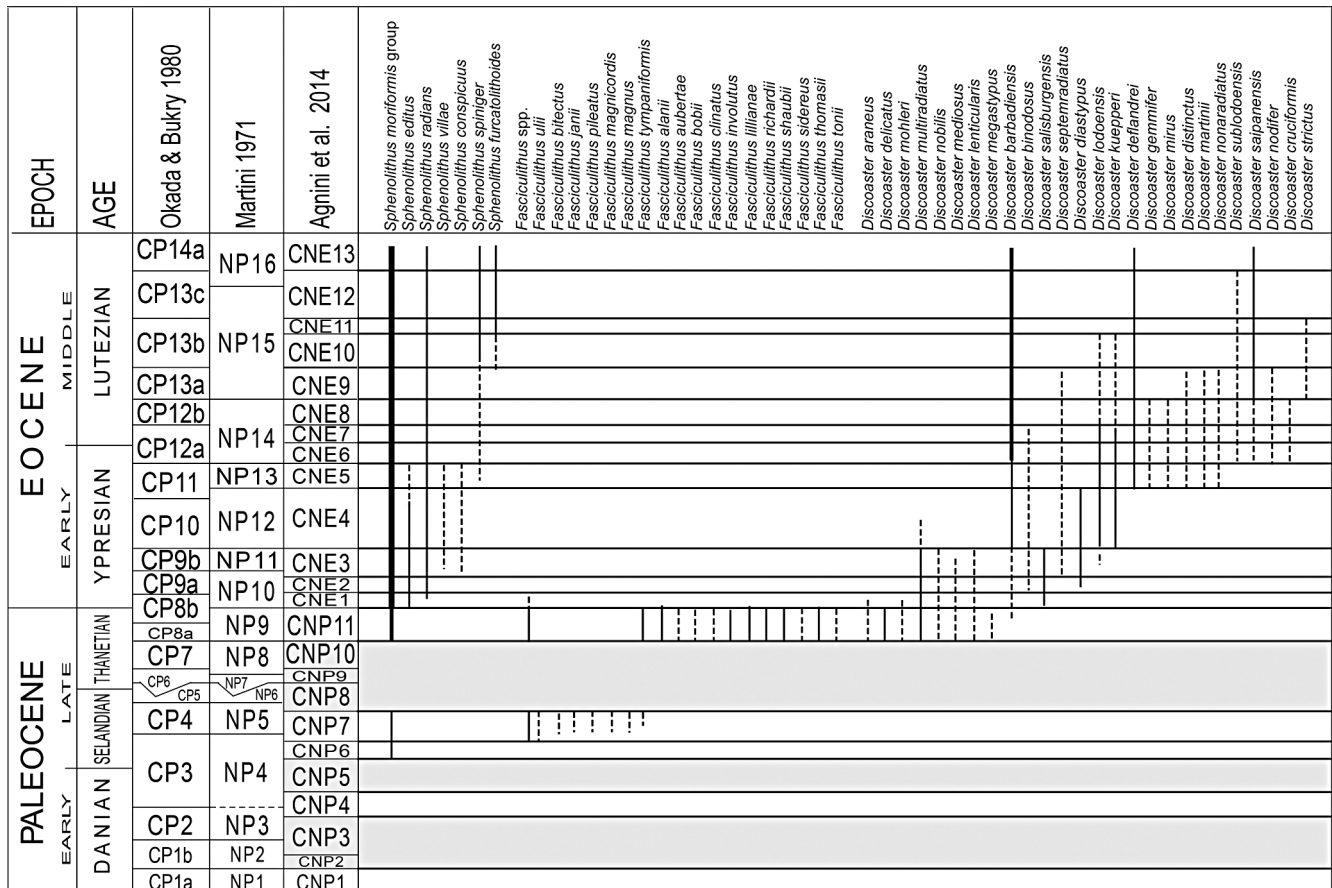 EPOCH
AGE
Okada & Bukry 1980
Martini 1971
Agnini et al. 2014
Sphenolithus moriformis group
Sphenolithus editus
Sphenolithus radians
Sphenolithus villae
Sphenolithus conspicuus
Sphenolithus spiniger
Sphenolithus furcatolithoides
Fasciculithus spp.
Fasciculithus ulii
Fasciculithus bitectus
Fasciculithus janii
Fasciculithus pileatus
Fasciculithus magnicordis
Fasciculithus magnus
Fasciculithus tympaniformis
Fasciculithus alanii
Fasciculithus aubertae
Fasciculithus bobii
Fasciculithus clinatus
Fasciculithus involutus
Fasciculithus lillianae
Fasciculithus richardii
Fasciculithus shaubii
Fasciculithus sidereus
Fasciculithus thomasii
Fasciculithus tonii
Discoaster araneus
Discoaster delicatus
Discoaster mohleri
Discoaster multiradiatus
Discoaster nobilis
Discoaster mediosus
Discoaster lenticularis
Discoaster megastypus
Discoaster barbadiensis
Discoaster binodosus
Discoaster salisburgensis
Discoaster septemradiatus
Discoaster diastypus
Discoaster lodoensis
Discoaster kuepperi
Discoaster deflandrei
Discoaster gemmifer
Discoaster mirus
Discoaster distinctus
Discoaster martinii
Discoaster nonaradiatus
Discoaster sublodoensis
Discoaster saipanensis
Discoaster nodifer
Discoaster cruciformis
Discoaster strictus
EOCENE
MIDDLE
EARLY
PALEOCENE
LATE
EARLY
LUTEZIAN
YPRESIAN
THANETIAN
SELANDIAN
DANIAN
CP14a
CP13c
CP13b
CP13a
CP12b
CP12a
CP11
CP10
CP9b
CP9a
CP8b
CP8a
CP7
CP6
CP5
CP4
CP3
CP2
CP1b
CP1a
NP16
NP15
NP14
NP13
NP12
NP11
NP10
NP9
NP8
NP7
NP6
NP5
NP4
NP3
NP2
NP1
CNE13
CNE12
CNE11
CNE10
CNE9
CNE8
CNE7
CNE6
CNE5
CNE4
CNE3
CNE2
CNE1
CNP11
CNP10
CNP9
CNP8
CNP7
CNP6
CNP5
CNP4
CNP3
CNP2
CNP1